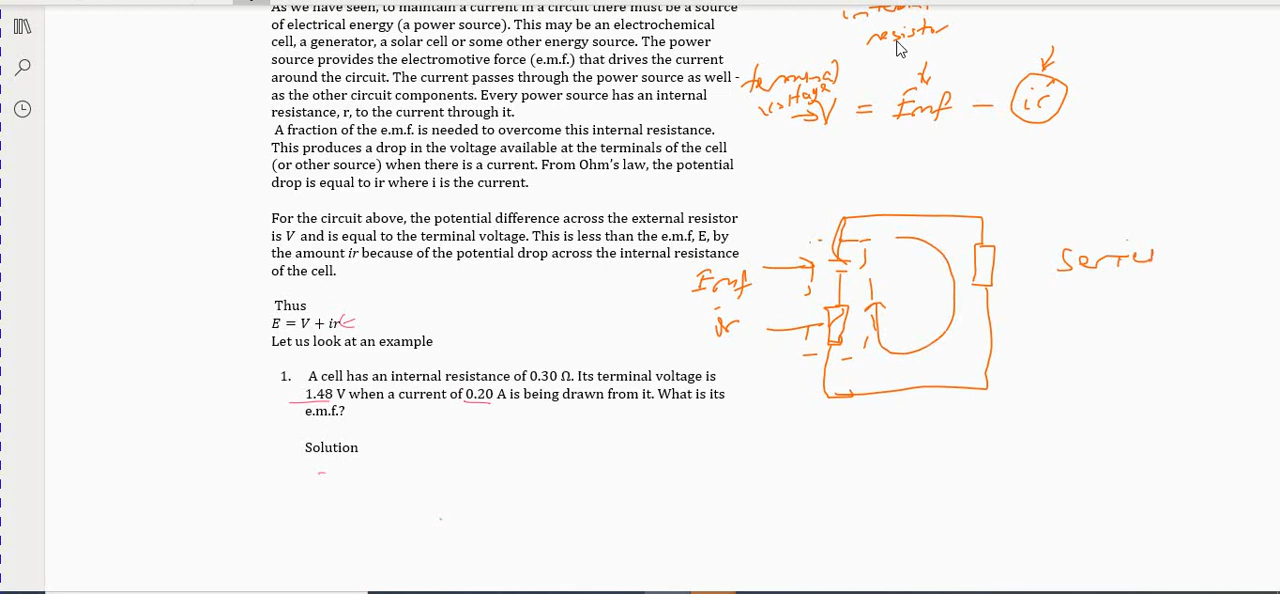 As we have seen, to maintain a current in a circuit there must be a source
of electrical energy (a power source). This may be an electrochemical
cell, a generator, a solar cell or some other energy source. The power
source provides the electromotive force (e.m.f.) that drives the current
around the circuit. The current passes through the power source as well
as the other circuit components. Every power source has an internal
resistance, r, to the current through it.
A fraction of the e.m.f. is needed to overcome this internal resistance.
This produces a drop in the voltage available at the terminals of the cell
(or other source) when there is a current. From Ohm's law, the potential
drop is equal to ir where i is the current.
For the circuit above, the potential difference across the external resistor
is V and is equal to the terminal voltage. This is less than the e.m.f, E, by
the amount ir because of the potential drop across the internal resistance
of the cell.
Thus
E = V + ir
Let us look at an example
1. A cell has an internal resistance of 0.30 Ω. Its terminal voltage is
1.48 V when a current of 0.20 A is being drawn from it. What is its
e.m.f.?
Solution
internal
resistor
terminal
voltage
V = Emf - ir
Emf
ir